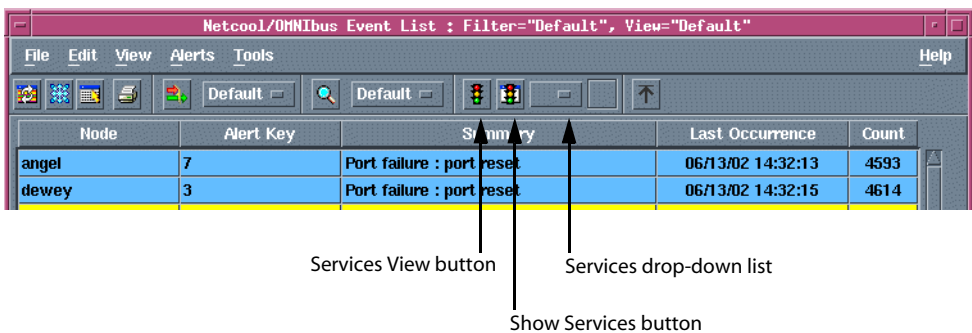 Netcool/OMNIbus Event List : Filter="Default", View="Default"
File Edit View Alerts Tools Help
Default Default
Node Alert Key Summary Last Occurrence Count
angel 7 Port failure : port reset 06/13/02 14:32:13 4593
dewey 3 Port failure : port reset 06/13/02 14:32:15 4614
Services View button
Services drop-down list
Show Services button